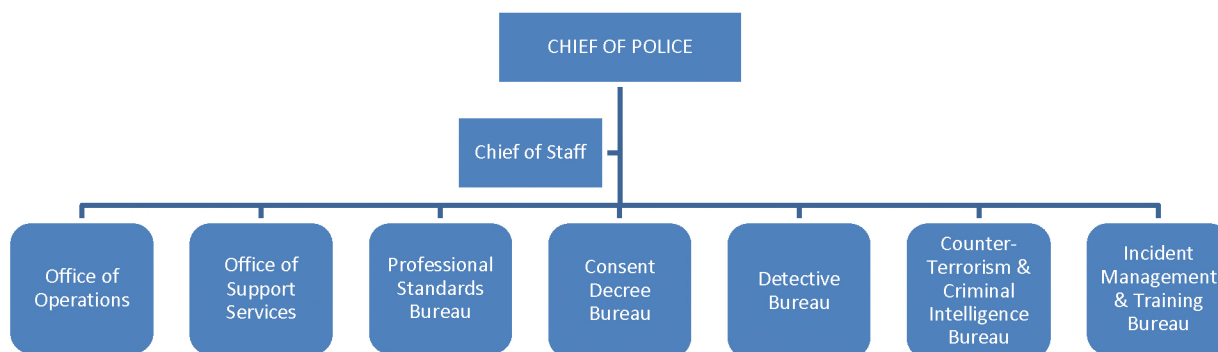 CHIEF OF POLICE
Chief of Staff
Office of
Operations
Office of
Support
Services
Professional
Standards
Bureau
Consent
Decree
Bureau
Detective
Bureau
Counter-
Terrorism &
Criminal
Intelligence
Bureau
Incident
Management
& Training
Bureau